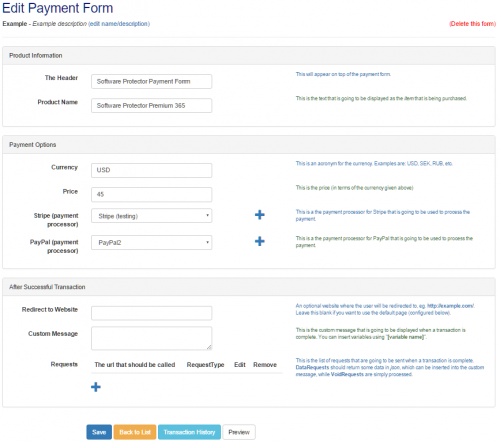 Edit Payment Form
Example - Example description (edit name/description)
(Delete this form)
Product Information
The Header
Software Protector Payment Form
This will appear on top of the payment form.
Product Name
Software Protector Premium 365
This is the text that is going to be displayed as the item that is being purchased
Payment Options
Currency
USD
This is an acronym for the currency. Examples are: USD, SEK, RUB, etc.
Price
45
This is the price (in terms of the currency given above)
Stripe (payment
processor)
Stripe (testing)
This is a the payment processor for Stripe that is going to be used to process the
payment.
PayPal (payment
processor)
PayPal2
This is a the payment processor for PayPal that is going to be used to process the
payment.
After Successful Transaction
Redirect to Website
An optional website where the user will be redirected to, eg. http://example.com/
Leave this blank if you want to use the default page (configured below).
Custom Message
This is the custom message that is going to be displayed when a transaction is
complete. You can insert variables using "[variable name]".
Requests
The url that should be called RequestType Edit Remove
This is the list of requests that are going to be sent when a transaction is complete.
DataRequests should return some data in json, which can be inserted into the custom
message, while VoidRequests are simply processed.
Save
Back to List
Transaction History
Preview